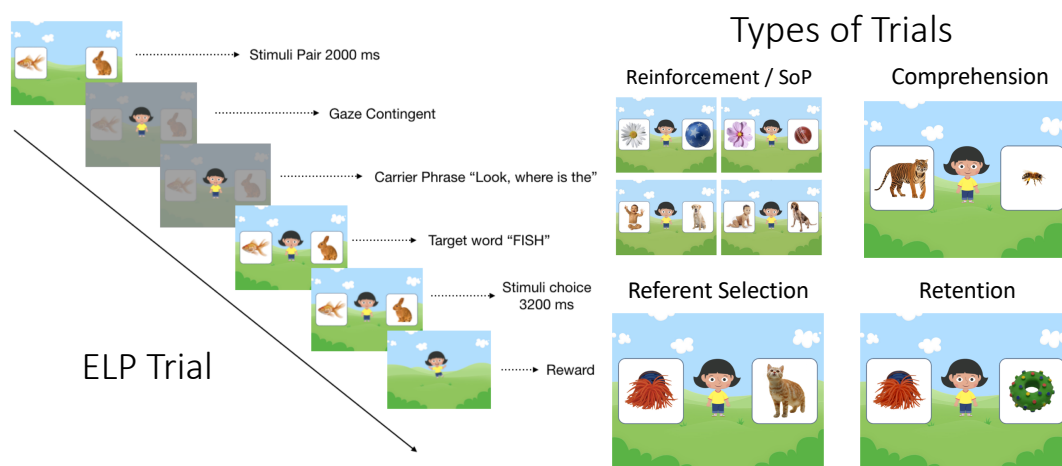 Stimuli Pair 2000 ms
Gaze Contingent
Carrier Phrase “Look, where is the”
Target word “FISH”
Stimuli choice
3200 ms
Reward
ELP Trial
Types of Trials
Reinforcement / SoP
Comprehension
Referent Selection
Retention